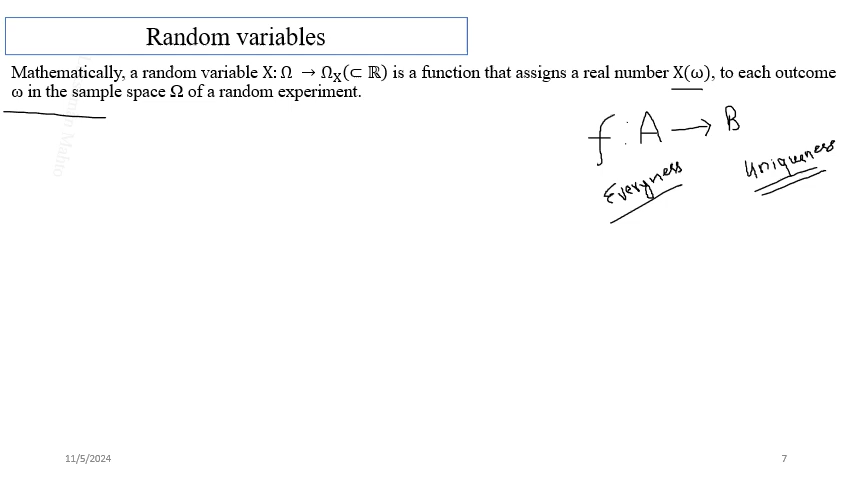 Random variables
Mathematically, a random variable X: Ω → Ω_X(⊂ ℝ) is a function that assigns a real number X(ω), to each outcome
ω in the sample space Ω of a random experiment.
f : A → B
Everyness
Uniqueness
Mahto
11/5/2024
7